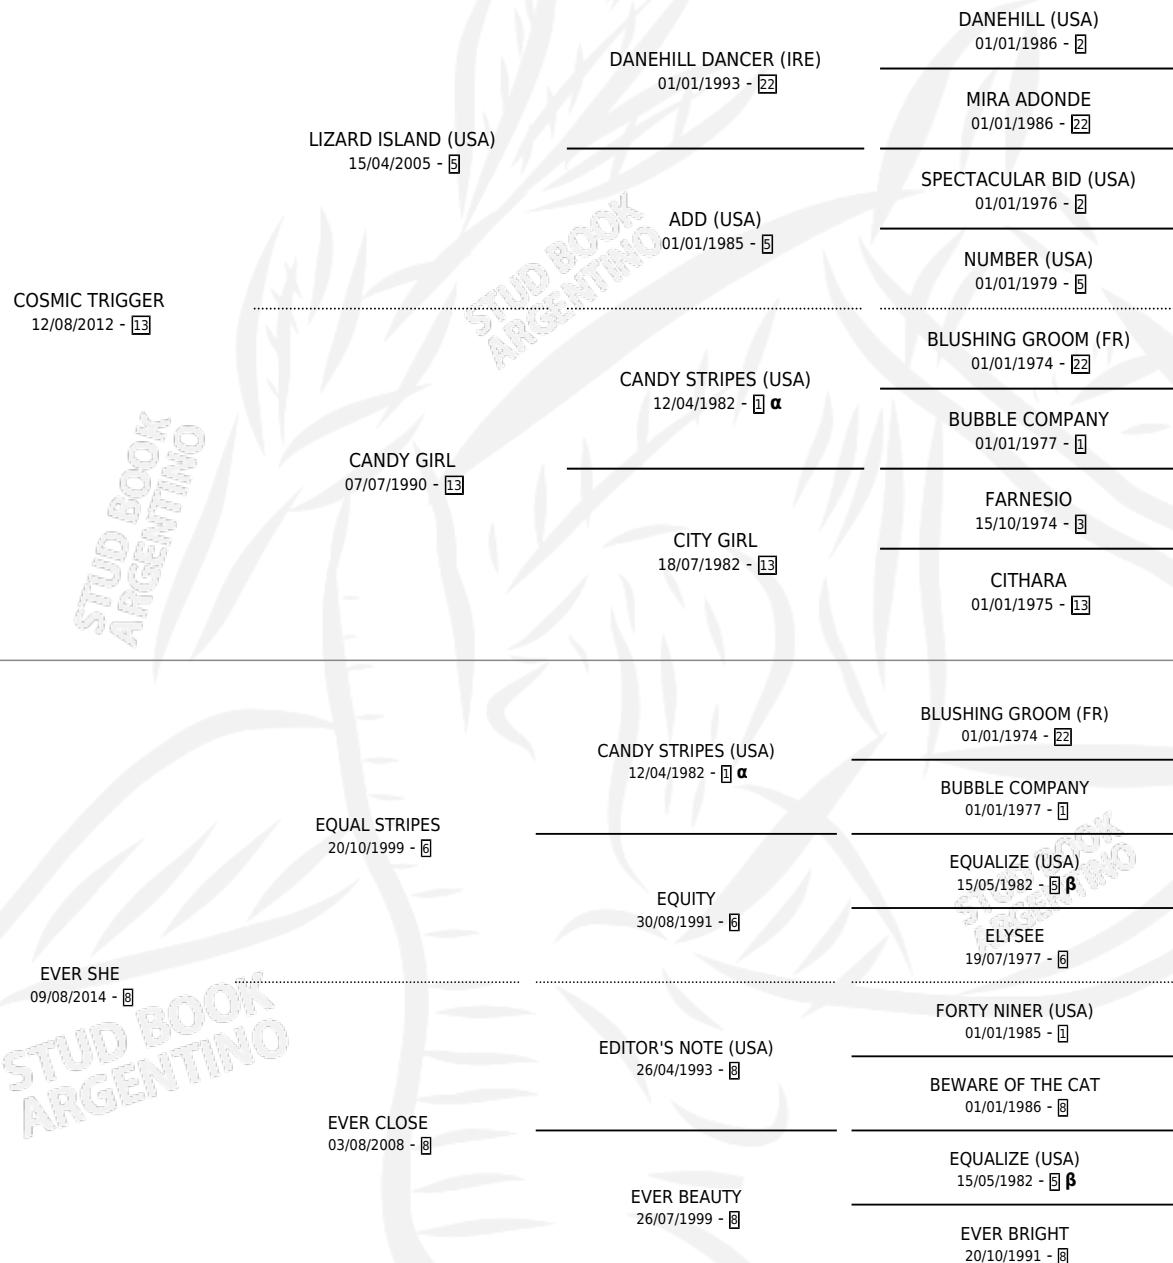 DANEHILL (USA)
01/01/1986 - 2
DANEHILL DANCER (IRE)
01/01/1993 - 22
MIRA ADONDE
01/01/1986 - 22
LIZARD ISLAND (USA)
15/04/2005 - 5
SPECTACULAR BID (USA)
01/01/1976 - 2
ADD (USA)
01/01/1985 - 5
NUMBER (USA)
01/01/1979 - 5
COSMIC TRIGGER
12/08/2012 - 13
BLUSHING GROOM (FR)
01/01/1974 - 22
CANDY STRIPES (USA)
12/04/1982 - 1 α
BUBBLE COMPANY
01/01/1977 - 1
CANDY GIRL
07/07/1990 - 13
FARNESIO
15/10/1974 - 3
CITY GIRL
18/07/1982 - 13
CITHARA
01/01/1975 - 13
BLUSHING GROOM (FR)
01/01/1974 - 22
CANDY STRIPES (USA)
12/04/1982 - 1 α
BUBBLE COMPANY
01/01/1977 - 1
EQUAL STRIPES
20/10/1999 - 6
EQUALIZE (USA)
15/05/1982 - 5 β
EQUITY
30/08/1991 - 6
ELYSEE
19/07/1977 - 6
EVER SHE
09/08/2014 - 8
FORTY NINER (USA)
01/01/1985 - 1
EDITOR'S NOTE (USA)
26/04/1993 - 8
BEWARE OF THE CAT
01/01/1986 - 8
EVER CLOSE
03/08/2008 - 8
EQUALIZE (USA)
15/05/1982 - 5 β
EVER BEAUTY
26/07/1999 - 8
EVER BRIGHT
20/10/1991 - 8
STUD BOOK
ARGENTINO
STUD BOOK
ARGENTINO
STUD BOOK
ARGENTINO
STUD BOOK
ARGENTINO